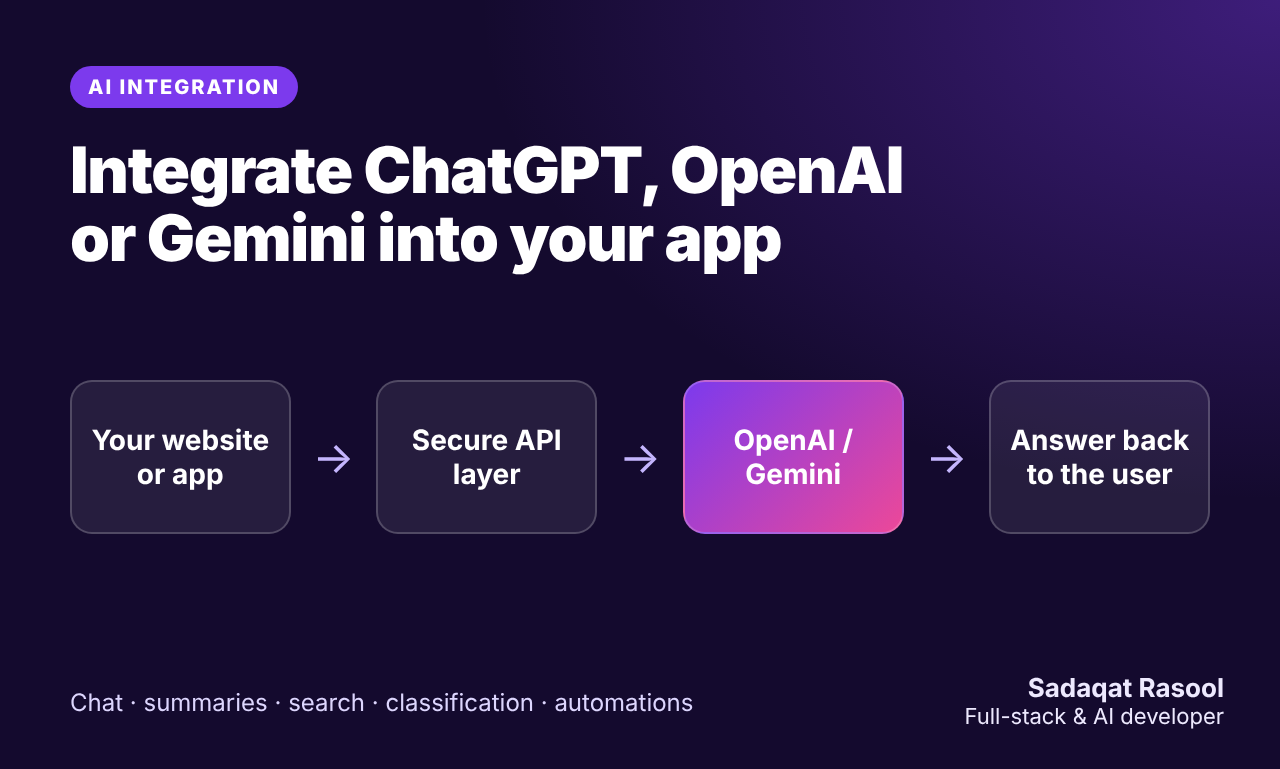 AI INTEGRATION
Integrate ChatGPT, OpenAI
or Gemini into your app
Your website
or app
Secure API
layer
OpenAI /
Gemini
Answer back
to the user
Chat · summaries · search · classification · automations
Sadaqat Rasool
Full-stack & AI developer